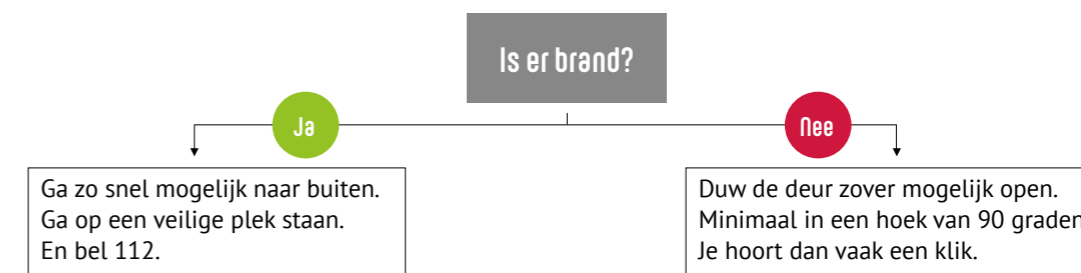 Is er brand?
Ja
Nee
Ga zo snel mogelijk naar buiten.
Ga op een veilige plek staan.
En bel 112.
Duw de deur zover mogelijk open.
Minimaal in een hoek van 90 graden
Je hoort dan vaak een klik.